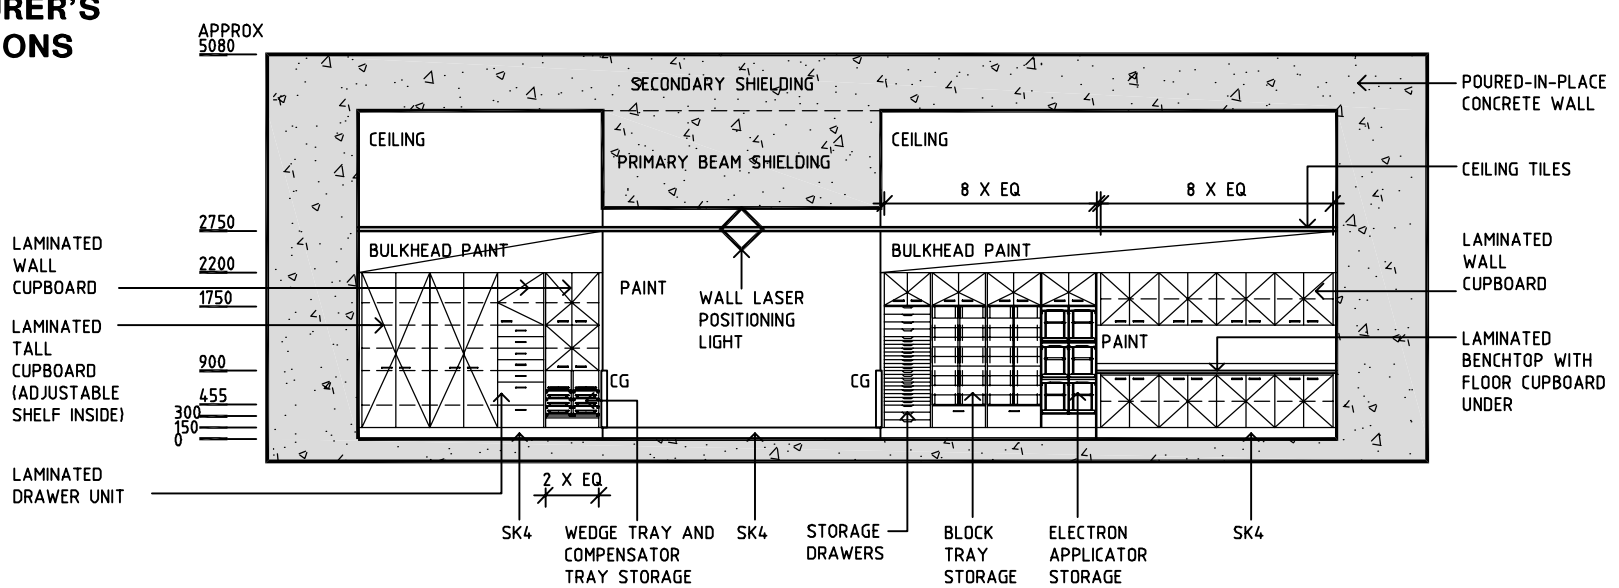 URER'S
IONS
APPROX
5080
SECONDARY SHIELDING
POURED-IN-PLACE
CONCRETE WALL
CEILING
CEILING
PRIMARY BEAM SHIELDING
CEILING TILES
8 X EQ
8 X EQ
2750
BULKHEAD PAINT
BULKHEAD PAINT
LAMINATED
WALL
CUPBOARD
LAMINATED
WALL
CUPBOARD
2200
PAINT
WALL LASER
POSITIONING
LIGHT
1750
LAMINATED
TALL
CUPBOARD
(ADJUSTABLE
SHELF INSIDE)
PAINT
LAMINATED
BENCHTOP WITH
FLOOR CUPBOARD
UNDER
900
CG
CG
455
300
150
0
LAMINATED
DRAWER UNIT
2 X EQ
SK4
WEDGE TRAY AND
COMPENSATOR
TRAY STORAGE
SK4
STORAGE
DRAWERS
BLOCK
TRAY
STORAGE
ELECTRON
APPLICATOR
STORAGE
SK4